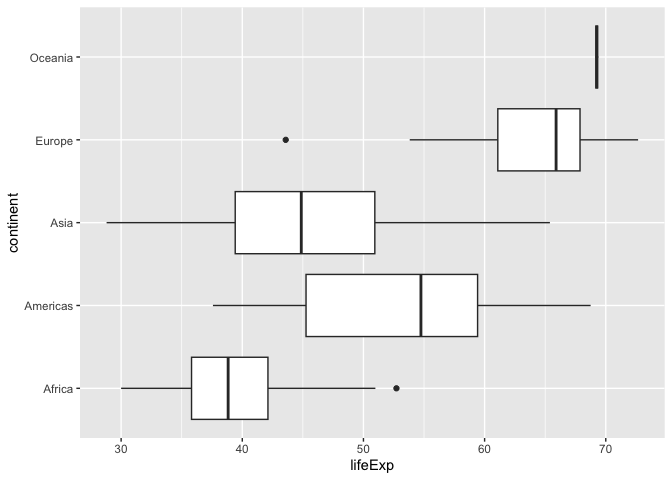 Oceania
Europe
Asia
Americas
Africa
continent
30 40 50 60 70
lifeExp